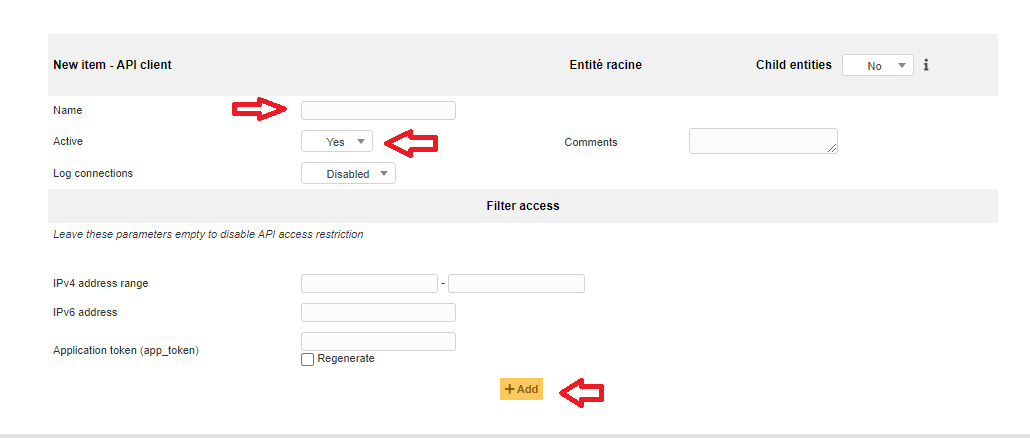 New item - API client Entité racine Child entities No i
Name
Active Yes Comments
Log connections Disabled
Filter access
Leave these parameters empty to disable API access restriction
IPv4 address range -
IPv6 address
Application token (app_token)
Regenerate
+ Add